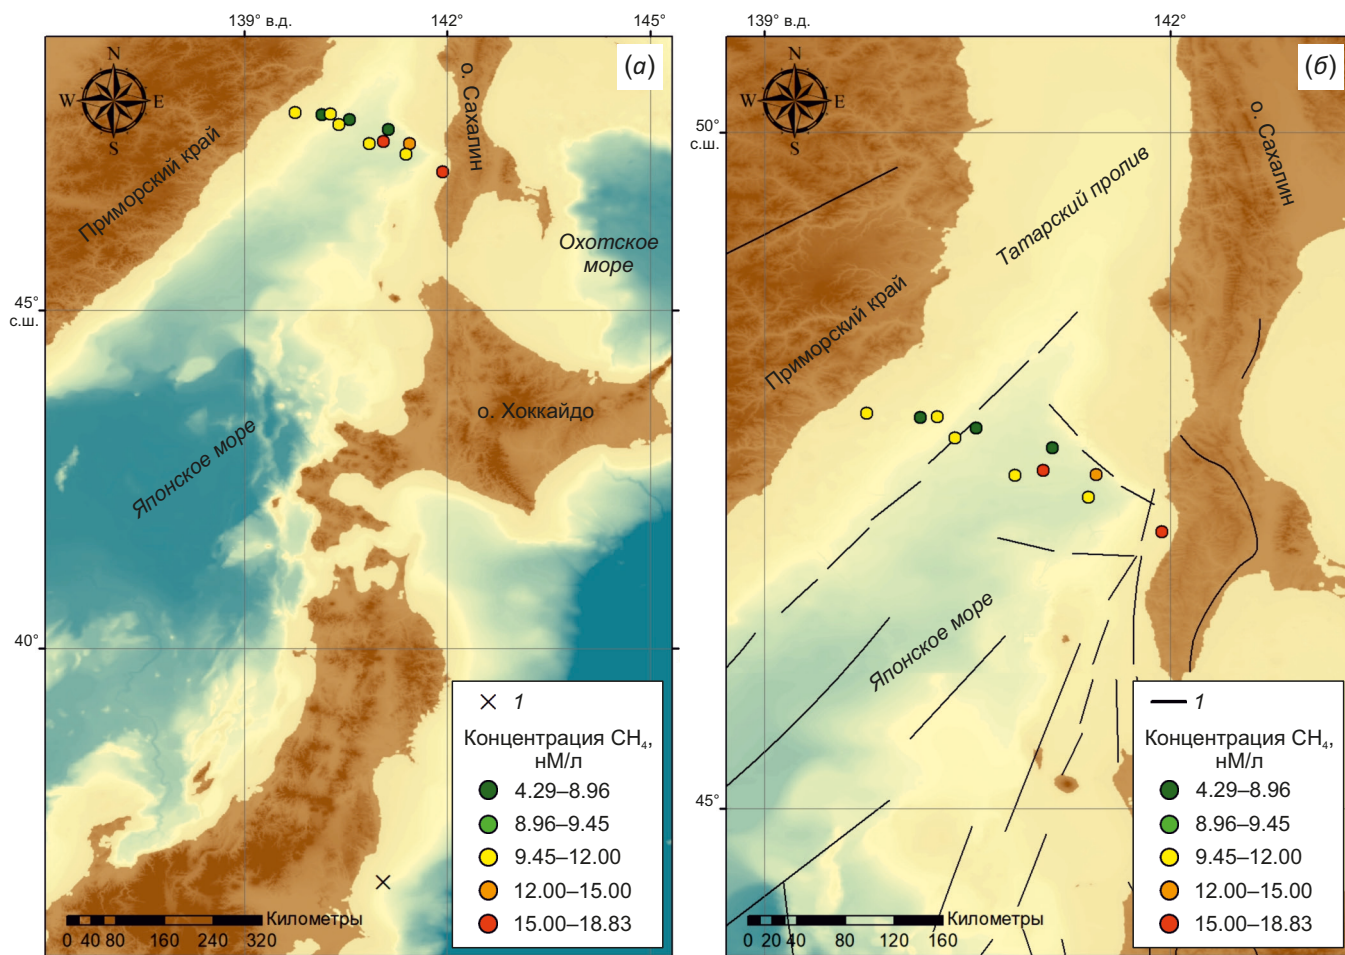 139° в.д.
142°
145°
(а)
N
W
E
S
о. Сахалин
Приморский край
Охотское
море
45°
с.ш.
о. Хоккайдо
Японское море
40°
1
Концентрация CH₄,
нМ/л
4.29–8.96
8.96–9.45
9.45–12.00
12.00–15.00
15.00–18.83
Километры
0 40 80 160 240 320
139° в.д.
142°
(б)
N
W
E
S
50°
с.ш.
о. Сахалин
Татарский пролив
Приморский край
Японское море
45°
1
Концентрация CH₄,
нМ/л
4.29–8.96
8.96–9.45
9.45–12.00
12.00–15.00
15.00–18.83
Километры
0 20 40 80 120 160